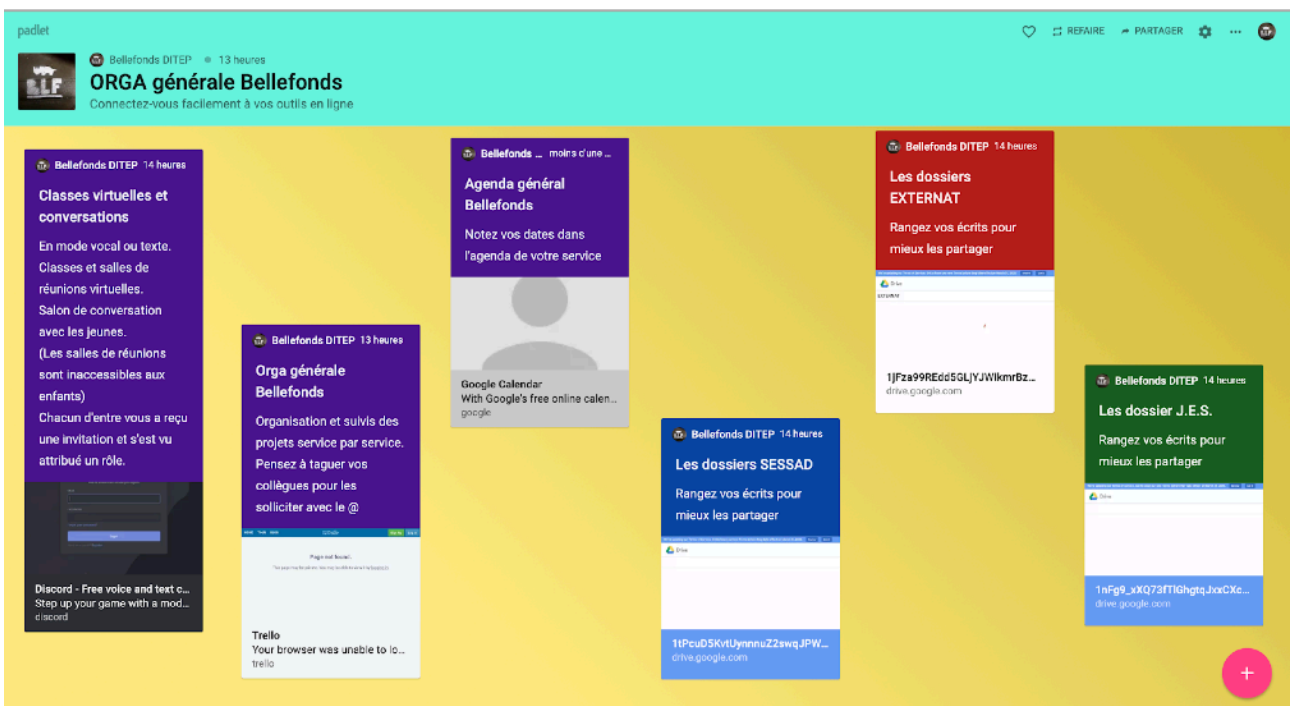 padlet
REFAIRE
PARTAGER
BLF
Bellefonds DITEP
13 heures
ORGA générale Bellefonds
Connectez-vous facilement à vos outils en ligne
Bellefonds DITEP 14 heures
Classes virtuelles et
conversations
En mode vocal ou texte.
Classes et salles de
réunions virtuelles.
Salon de conversation
avec les jeunes.
(Les salles de réunions
sont inaccessibles aux
enfants)
Chacun d'entre vous a reçu
une invitation et s'est vu
attribué un rôle.
Discord - Free voice and text c...
Step up your game with a mod...
discord
Bellefonds DITEP 13 heures
Orga générale
Bellefonds
Organisation et suivis des
projets service par service.
Pensez à taguer vos
collègues pour les
solliciter avec le @
Page not found.
Trello
Your browser was unable to lo...
trello
Bellefonds ... moins d'une ...
Agenda général
Bellefonds
Notez vos dates dans
l'agenda de votre service
Google Calendar
With Google's free online calen...
google
Bellefonds DITEP 14 heures
Les dossiers SESSAD
Rangez vos écrits pour
mieux les partager
Drive
1tPcuD5KvtUynnnuZ2swqJPW...
drive.google.com
Bellefonds DITEP 14 heures
Les dossiers
EXTERNAT
Rangez vos écrits pour
mieux les partager
Drive
EXTERNAT
1jFza99REdd5GLjYJWlkmrBz...
drive.google.com
Bellefonds DITEP 14 heures
Les dossier J.E.S.
Rangez vos écrits pour
mieux les partager
Drive
1nFg9_xXQ73fTlGhgtqJxxCXc...
drive.google.com